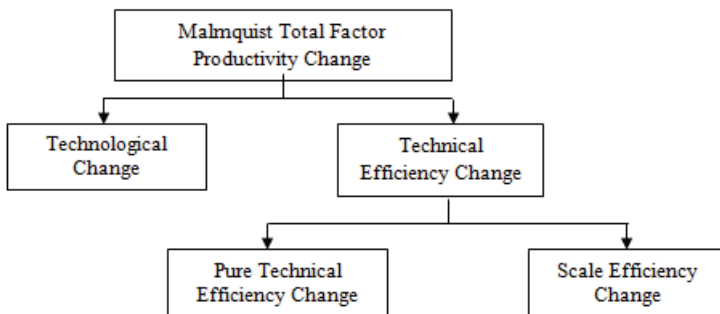 Malmquist Total Factor
Productivity Change
Technological
Change
Technical
Efficiency Change
Pure Technical
Efficiency Change
Scale Efficiency
Change